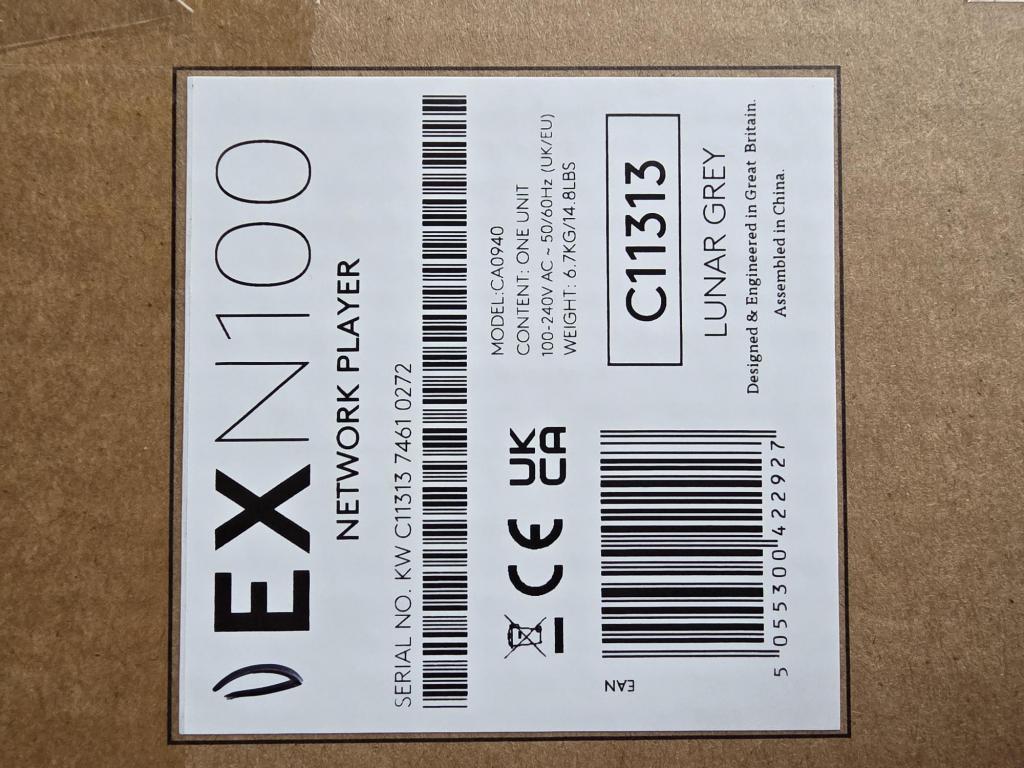 EXN100
NETWORK PLAYER
SERIAL NO. KW C11313 7461 0272
MODEL:CA0940
CONTENT: ONE UNIT
100-240V AC ~ 50/60Hz (UK/EU)
WEIGHT: 6.7KG/14.8LBS
CE UK
CA
C11313
LUNAR GREY
Designed & Engineered in Great Britain.
Assembled in China.
EAN
5 055300 422927